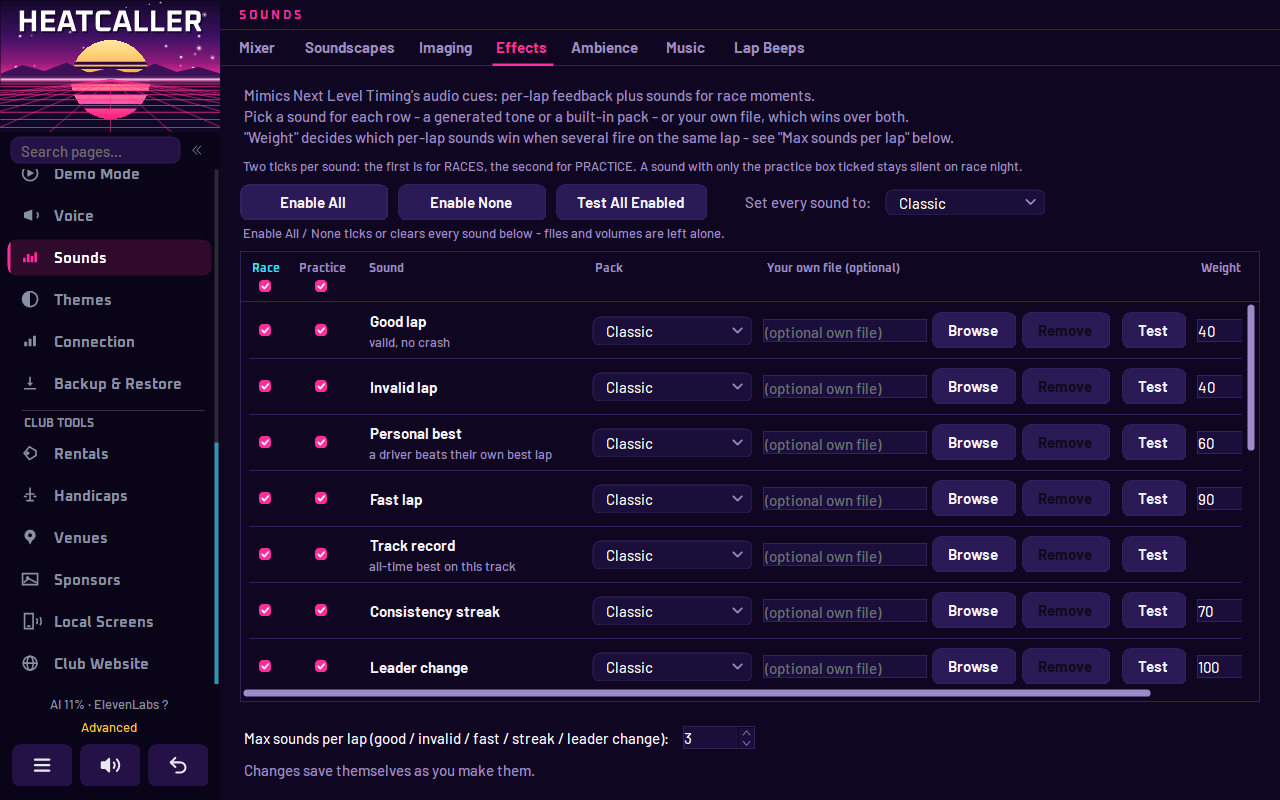 HEATCALLER
Search pages...
Demo Mode
Voice
Sounds
Themes
Connection
Backup & Restore
CLUB TOOLS
Rentals
Handicaps
Venues
Sponsors
Local Screens
Club Website
AI 11% · ElevenLabs ?
Advanced
SOUNDS
Mixer Soundscapes Imaging Effects Ambience Music Lap Beeps
Mimics Next Level Timing's audio cues: per-lap feedback plus sounds for race moments.
Pick a sound for each row - a generated tone or a built-in pack - or your own file, which wins over both.
"Weight" decides which per-lap sounds win when several fire on the same lap - see "Max sounds per lap" below.
Two ticks per sound: the first is for RACES, the second for PRACTICE. A sound with only the practice box ticked stays silent on race night.
Enable All Enable None Test All Enabled Set every sound to: Classic
Enable All / None ticks or clears every sound below - files and volumes are left alone.
Race Practice Sound Pack Your own file (optional) Weight
Good lap Classic (optional own file) Browse Remove Test 40
valid, no crash
Invalid lap Classic (optional own file) Browse Remove Test 40
Personal best Classic (optional own file) Browse Remove Test 60
a driver beats their own best lap
Fast lap Classic (optional own file) Browse Remove Test 90
Track record Classic (optional own file) Browse Remove Test
all-time best on this track
Consistency streak Classic (optional own file) Browse Remove Test 70
Leader change Classic (optional own file) Browse Remove Test 100
Max sounds per lap (good / invalid / fast / streak / leader change): 3
Changes save themselves as you make them.